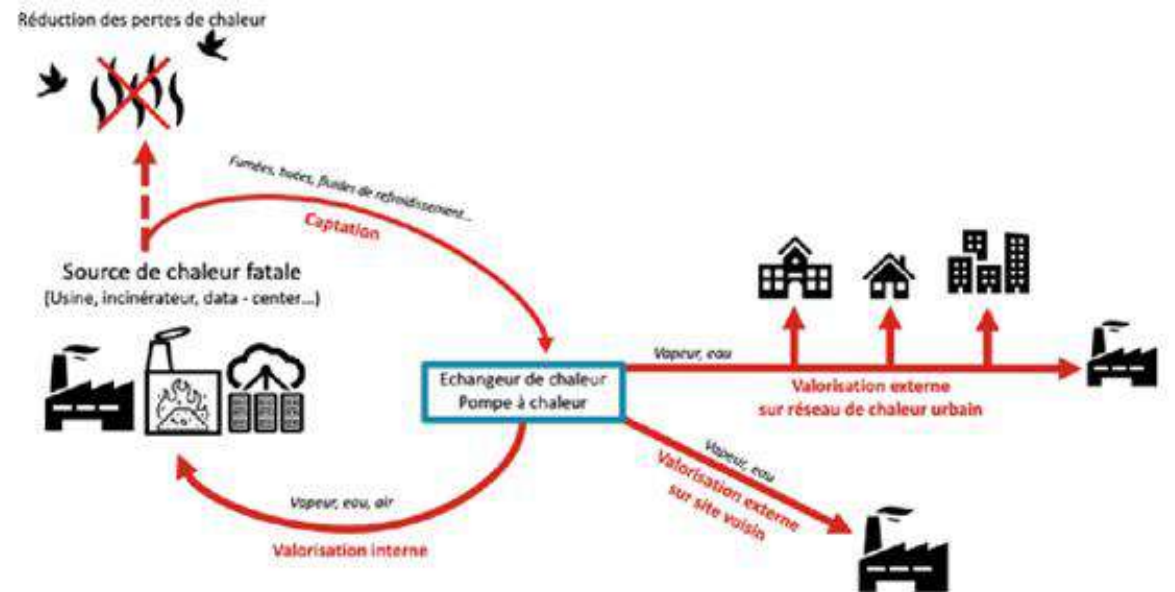 Réduction des pertes de chaleur
Fumées, buées, fluides de refroidissement...
Captation
Source de chaleur fatale
(Usine, incinérateur, data - center...)
Echangeur de chaleur
Pompe à chaleur
Vapeur, eau
Valorisation externe
sur réseau de chaleur urbain
Vapeur, eau
Valorisation externe
sur site voisin
Vapeur, eau, air
Valorisation interne